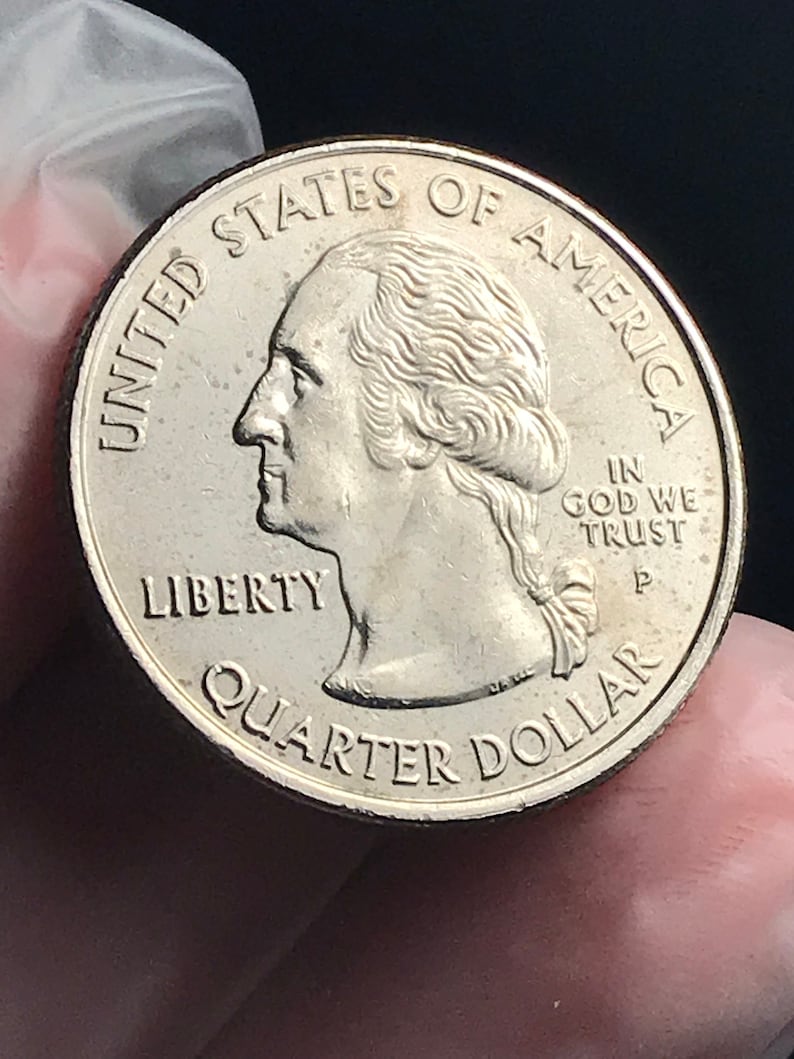 UNITED STATES OF AMERICA
LIBERTY
IN
GOD WE
TRUST
P
QUARTER DOLLAR